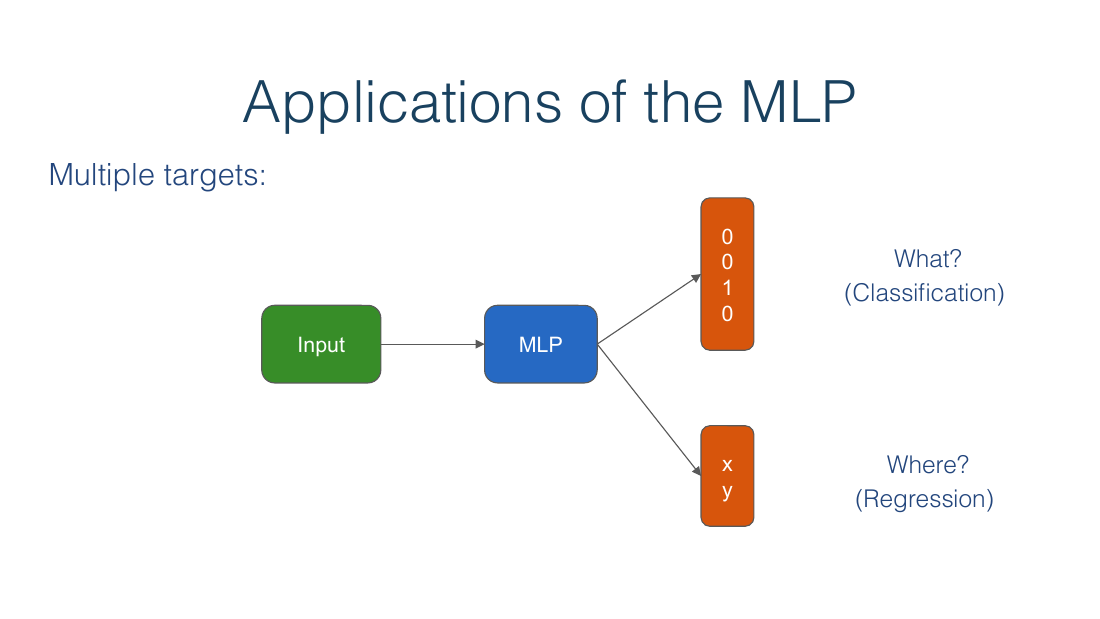 Applications of the MLP
Multiple targets:
Input
MLP
0
0
1
0
What?
(Classification)
x
y
Where?
(Regression)